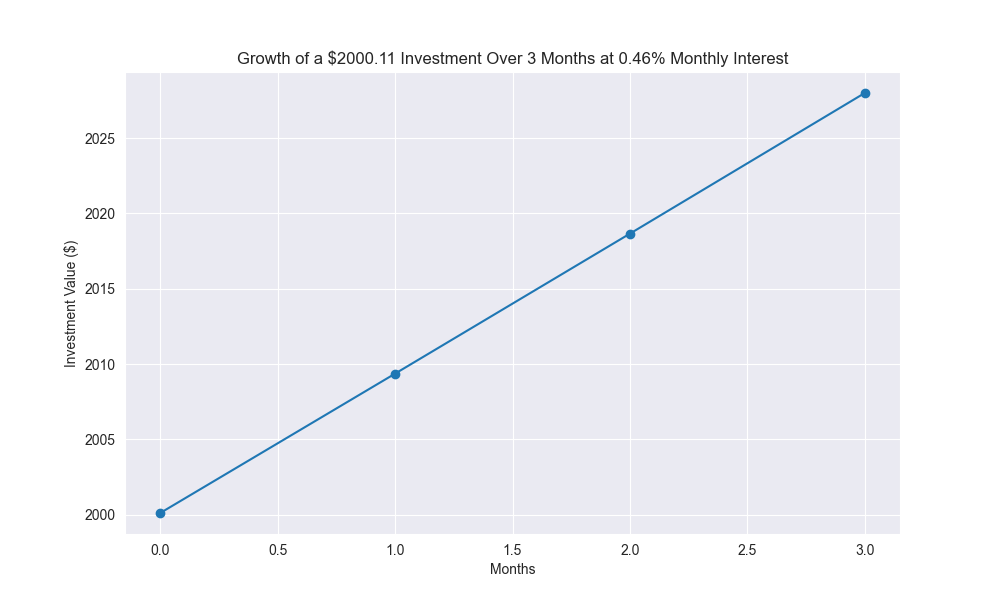 Growth of a $2000.11 Investment Over 3 Months at 0.46% Monthly Interest
Investment Value ($)
2025
2020
2015
2010
2005
2000
0.0 0.5 1.0 1.5 2.0 2.5 3.0
Months